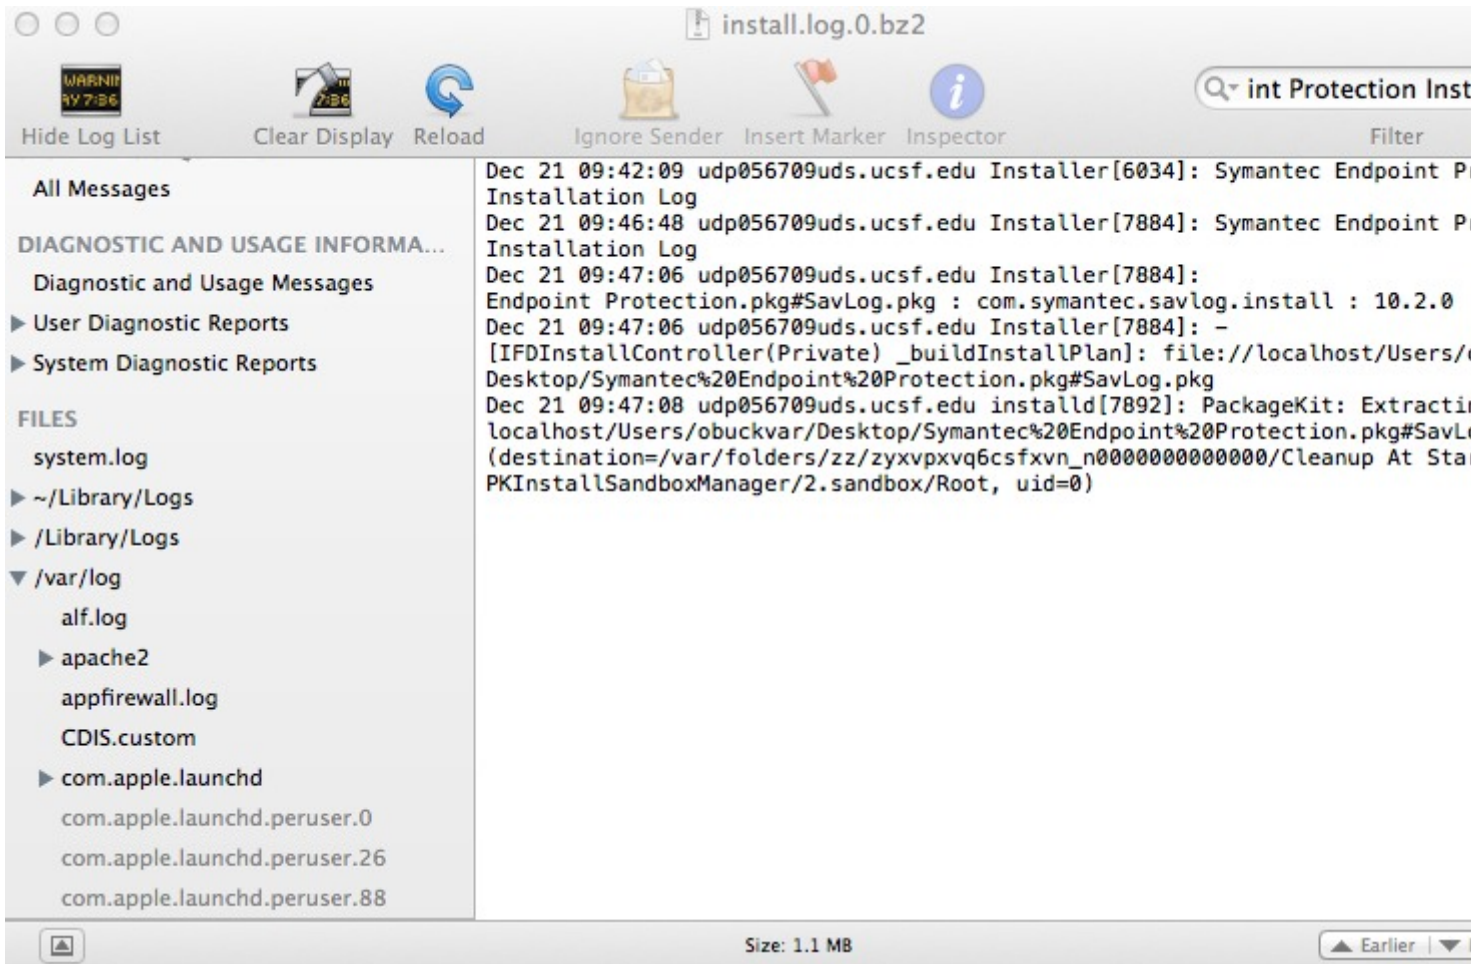 install.log.0.bz2
WARNIN
AY 7:36
7:36
int Protection Inst
Hide Log List
Clear Display
Reload
Ignore Sender
Insert Marker
Inspector
Filter
All Messages
DIAGNOSTIC AND USAGE INFORMA...
Diagnostic and Usage Messages
User Diagnostic Reports
System Diagnostic Reports
FILES
system.log
~/Library/Logs
/Library/Logs
/var/log
alf.log
apache2
appfirewall.log
CDIS.custom
com.apple.launchd
com.apple.launchd.peruser.0
com.apple.launchd.peruser.26
com.apple.launchd.peruser.88
Dec 21 09:42:09 udp056709uds.ucsf.edu Installer[6034]: Symantec Endpoint P
Installation Log
Dec 21 09:46:48 udp056709uds.ucsf.edu Installer[7884]: Symantec Endpoint P
Installation Log
Dec 21 09:47:06 udp056709uds.ucsf.edu Installer[7884]:
Endpoint Protection.pkg#SavLog.pkg : com.symantec.savlog.install : 10.2.0
Dec 21 09:47:06 udp056709uds.ucsf.edu Installer[7884]: -
[IFDInstallController(Private) _buildInstallPlan]: file://localhost/Users/
Desktop/Symantec%20Endpoint%20Protection.pkg#SavLog.pkg
Dec 21 09:47:08 udp056709uds.ucsf.edu installd[7892]: PackageKit: Extracti
localhost/Users/obuckvar/Desktop/Symantec%20Endpoint%20Protection.pkg#SavL
(destination=/var/folders/zz/zyxvpxvq6csfxvn_n0000000000000/Cleanup At Star
PKInstallSandboxManager/2.sandbox/Root, uid=0)
Size: 1.1 MB
Earlier